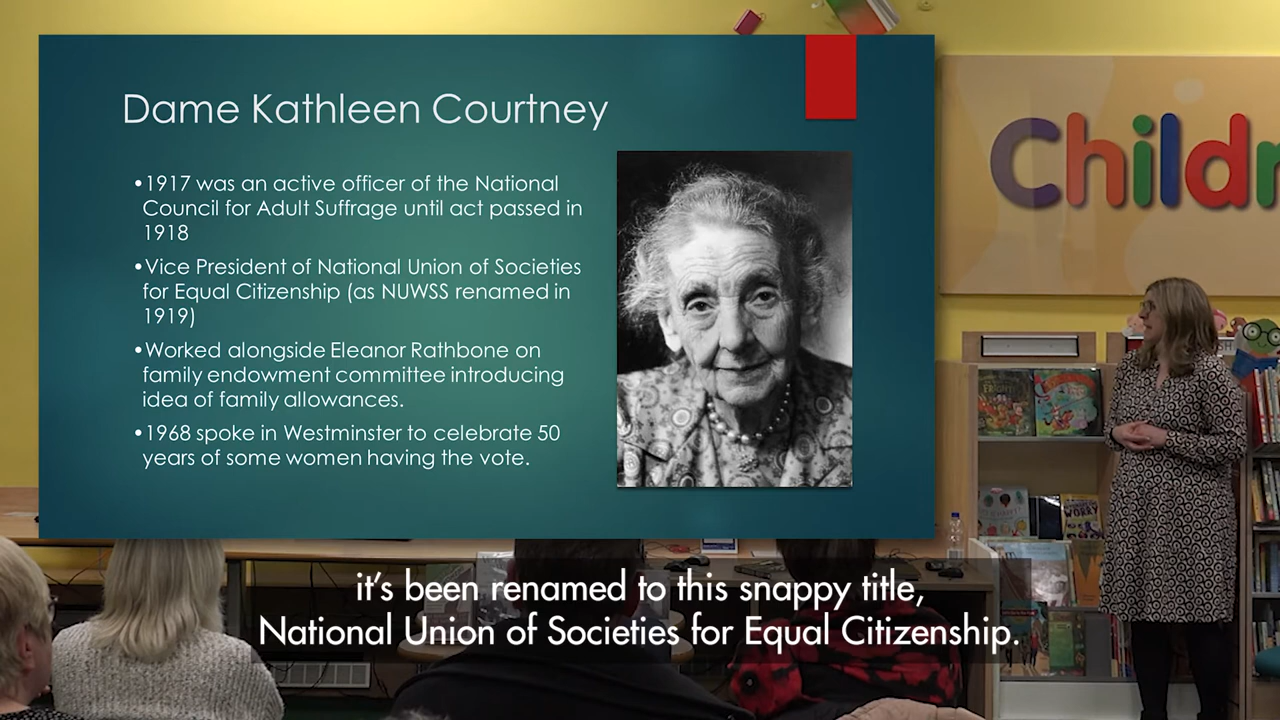 Dame Kathleen Courtney
•1917 was an active officer of the National
Council for Adult Suffrage until act passed in
1918
•Vice President of National Union of Societies
for Equal Citizenship (as NUWSS renamed in
1919)
•Worked alongside Eleanor Rathbone on
family endowment committee introducing
idea of family allowances.
•1968 spoke in Westminster to celebrate 50
years of some women having the vote.
Childr
it's been renamed to this snappy title,
National Union of Societies for Equal Citizenship.